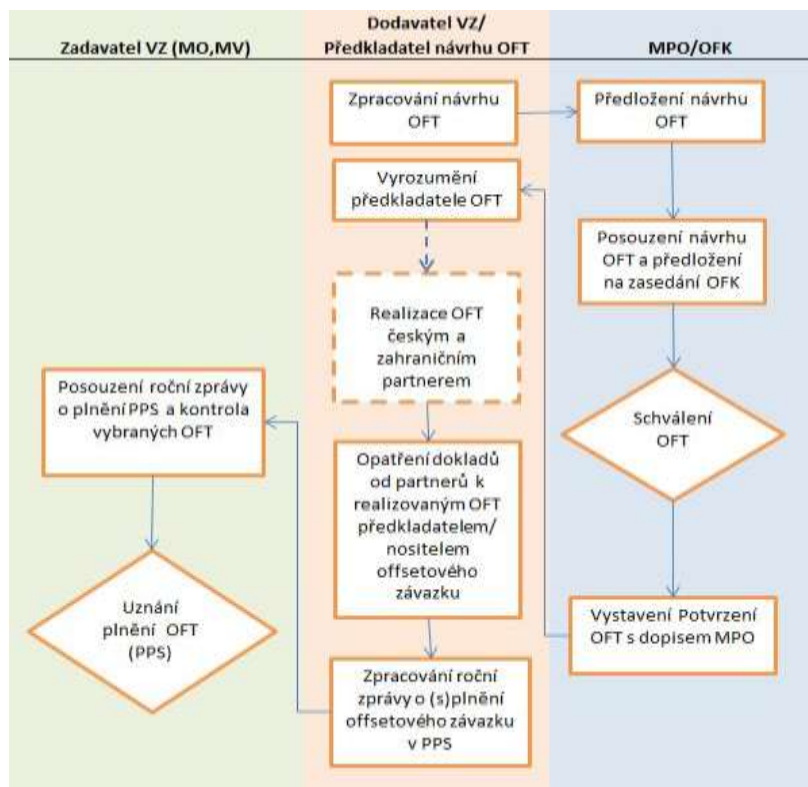 Zadavatel VZ (MO,MV)
Dodavatel VZ/
Předkladatel návrhu OFT
MPO/OFK
Zpracování návrhu
OFT
Předložení návrhu
OFT
Vyrozumění
předkladatele OFT
Posouzení návrhu
OFT a předložení
na zasedání OFK
Realizace OFT
českým a
zahraničním
partnerem
Schválení
OFT
Posouzení roční zprávy
o plnění PPS a kontrola
vybraných OFT
Opatření dokladů
od partnerů k
realizovaným OFT
předkladatelem/
nositelem
offsetového
závazku
Vystavení Potvrzení
OFT s dopisem MPO
Uznání
plnění OFT
(PPS)
Zpracování roční
zprávy o (s)plnění
offsetového závazku
v PPS